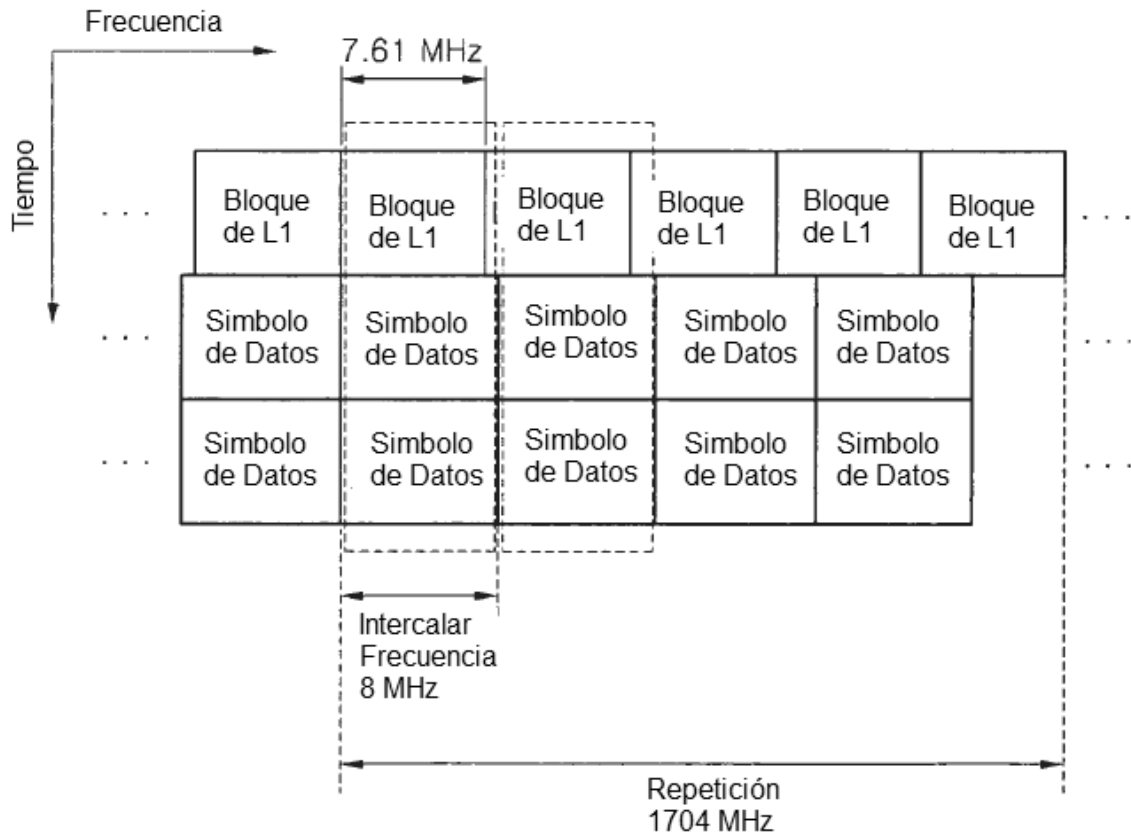 Frecuencia
7.61 MHz
Tiempo
. . .
Bloque
de L1
Bloque
de L1
Bloque
de L1
Bloque
de L1
Bloque
de L1
Bloque
de L1
. . .
. . .
Simbolo
de Datos
Simbolo
de Datos
Simbolo
de Datos
Simbolo
de Datos
Simbolo
de Datos
. . .
. . .
Simbolo
de Datos
Simbolo
de Datos
Simbolo
de Datos
Simbolo
de Datos
Simbolo
de Datos
. . .
Intercalar
Frecuencia
8 MHz
Repetición
1704 MHz